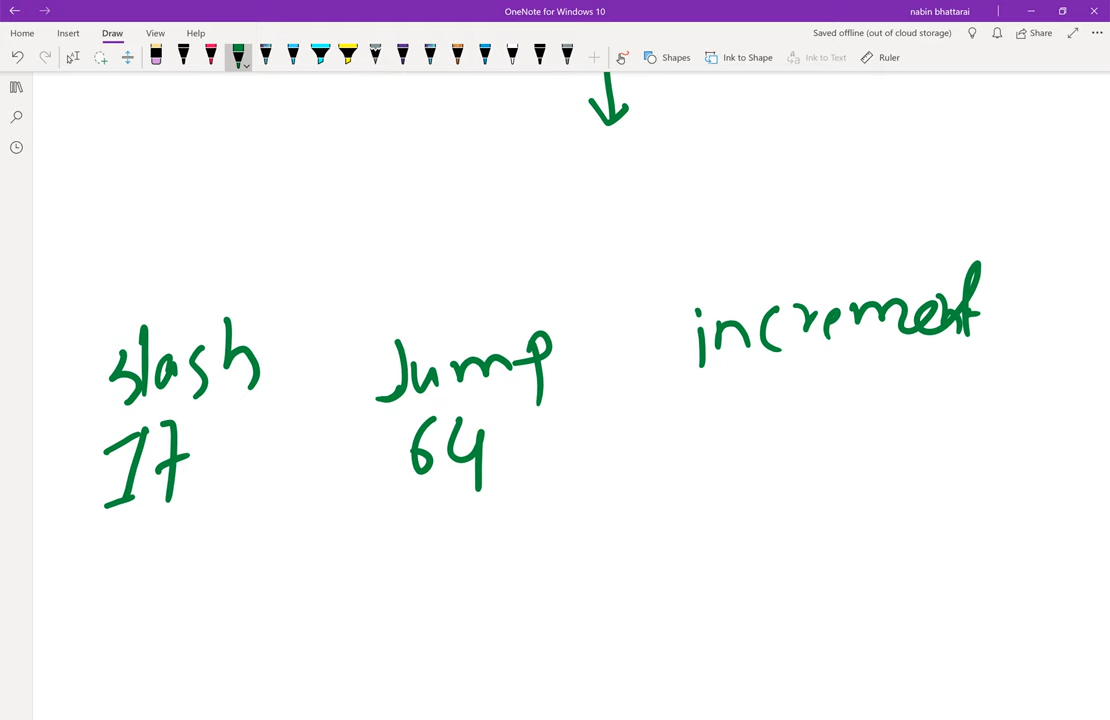 OneNote for Windows 10
nabin bhattarai
Home Insert Draw View Help
Saved offline (out of cloud storage)
Share
Shapes Ink to Shape Ink to Text Ruler
slash Jump increment
17 64